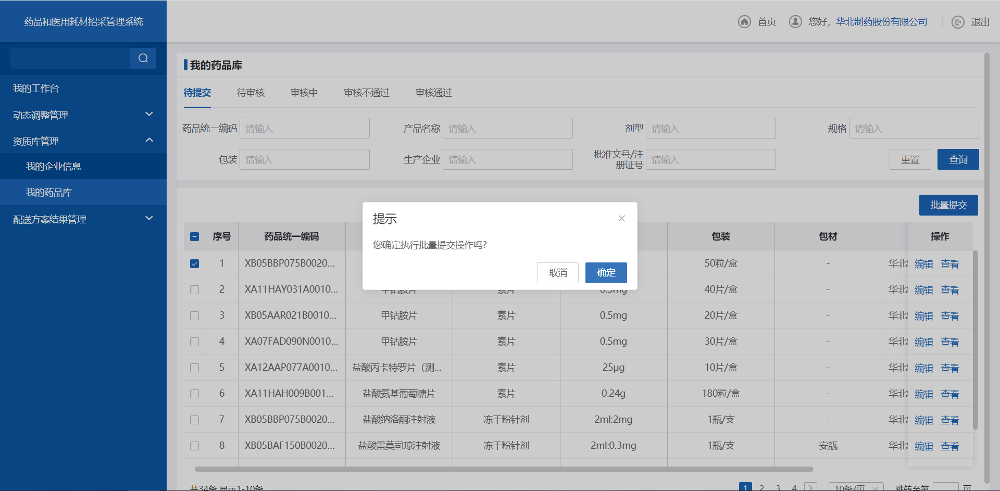 药品和医用耗材招采管理系统
首页 您好，华北制药股份有限公司 退出
我的工作台
动态调整管理
资质库管理
我的企业信息
我的药品库
配送方案结果管理
我的药品库
待提交 待审核 审核中 审核不通过 审核通过
药品统一编码 请输入 产品名称 请输入 剂型 请输入 规格 请输入
包装 请输入 生产企业 请输入 批准文号/注册证号 请输入 重置 查询
批量提交
提示
您确定执行批量提交操作吗?
取消 确定
序号 药品统一编码 包装 包材 操作
1 XB05BBP075B0020... 50粒/盒 - 华北 编辑 查看
2 XA11HAY031A0010... 甲钴胺片 素片 0.5mg 40片/盒 - 华北 编辑 查看
3 XB05AAR021B0010... 甲钴胺片 素片 0.5mg 20片/盒 - 华北 编辑 查看
4 XA07FAD090N0010... 甲钴胺片 素片 0.5mg 30片/盒 - 华北 编辑 查看
5 XA12AAP077A0010... 盐酸丙卡特罗片（测... 素片 25μg 10片/盒 - 华北 编辑 查看
6 XA11HAH009B001... 盐酸氨基葡萄糖片 素片 0.24g 180粒/盒 - 华北 编辑 查看
7 XB05BBP075B0020... 盐酸纳洛酮注射液 冻干粉针剂 2ml:2mg 1瓶/支 - 华北 编辑 查看
8 XB05BAF150B0020... 盐酸雷莫司琼注射液 冻干粉针剂 2ml:0.3mg 1瓶/支 安瓿 华北 编辑 查看
共34条 显示1-10条 1 2 3 4 10条/页 跳转至第 页